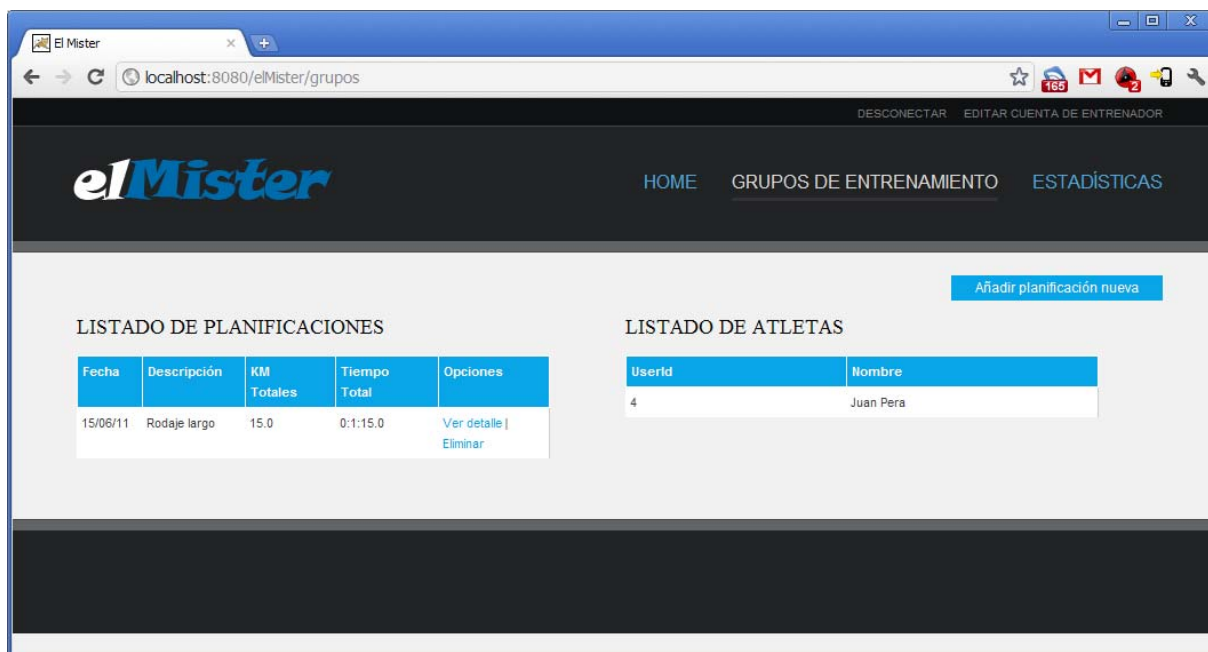 El Mister
localhost:8080/elMister/grupos
165
2
DESCONECTAR EDITAR CUENTA DE ENTRENADOR
elMister
HOME GRUPOS DE ENTRENAMIENTO ESTADÍSTICAS
Añadir planificación nueva
LISTADO DE PLANIFICACIONES
Fecha Descripción KM Totales Tiempo Total Opciones
15/06/11 Rodaje largo 15.0 0:1:15.0 Ver detalle | Eliminar
LISTADO DE ATLETAS
UserId Nombre
4 Juan Pera